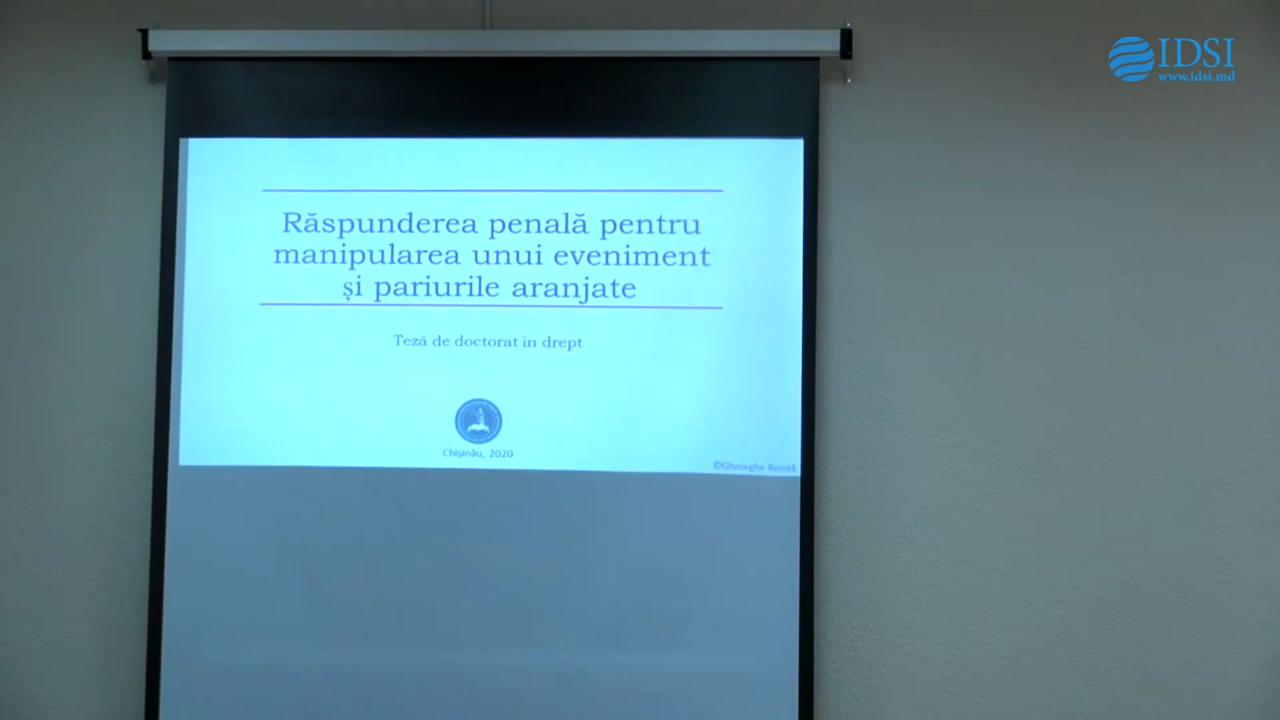 IDSI
www.idsi.md
Răspunderea penală pentru
manipularea unui eveniment
și pariurile aranjate
Teză de doctorat în drept
Chișinău, 2020
©Gheorghe